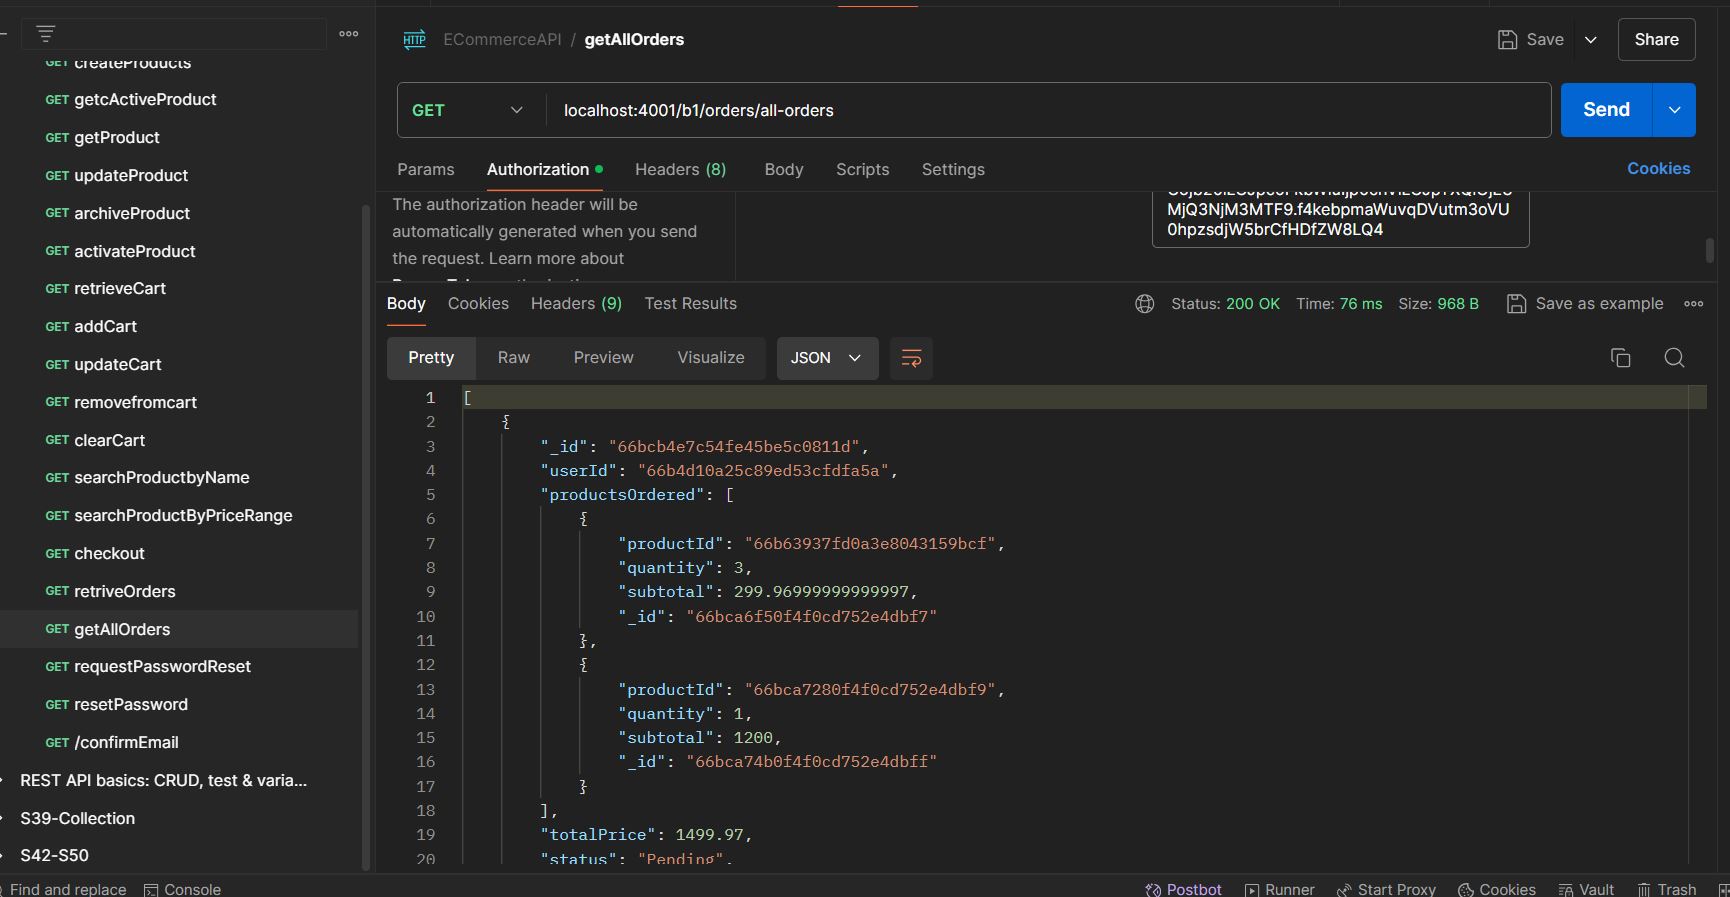 GET createProducts
GET getcActiveProduct
GET getProduct
GET updateProduct
GET archiveProduct
GET activateProduct
GET retrieveCart
GET addCart
GET updateCart
GET removefromcart
GET clearCart
GET searchProductbyName
GET searchProductByPriceRange
GET checkout
GET retriveOrders
GET getAllOrders
GET requestPasswordReset
GET resetPassword
GET /confirmEmail
REST API basics: CRUD, test & varia...
S39-Collection
S42-S50
HTTP ECommerceAPI / getAllOrders
Save
Share
GET localhost:4001/b1/orders/all-orders
Send
Params Authorization Headers (8) Body Scripts Settings
Cookies
The authorization header will be
automatically generated when you send
the request. Learn more about
MjQ3NjM3MTF9.f4kebpmaWuvqDVutm3oVU
0hpzsdjW5brCfHDfZW8LQ4
Body Cookies Headers (9) Test Results
Status: 200 OK Time: 76 ms Size: 968 B Save as example
Pretty Raw Preview Visualize JSON
1 [
2 {
3 "_id": "66bcb4e7c54fe45be5c0811d",
4 "userId": "66b4d10a25c89ed53cfdfa5a",
5 "productsOrdered": [
6 {
7 "productId": "66b63937fd0a3e8043159bcf",
8 "quantity": 3,
9 "subtotal": 299.96999999999997,
10 "_id": "66bca6f50f4f0cd752e4dbf7"
11 },
12 {
13 "productId": "66bca7280f4f0cd752e4dbf9",
14 "quantity": 1,
15 "subtotal": 1200,
16 "_id": "66bca74b0f4f0cd752e4dbff"
17 }
18 ],
19 "totalPrice": 1499.97,
20 "status": "Pending",
Find and replace Console
Postbot Runner Start Proxy Cookies Vault Trash